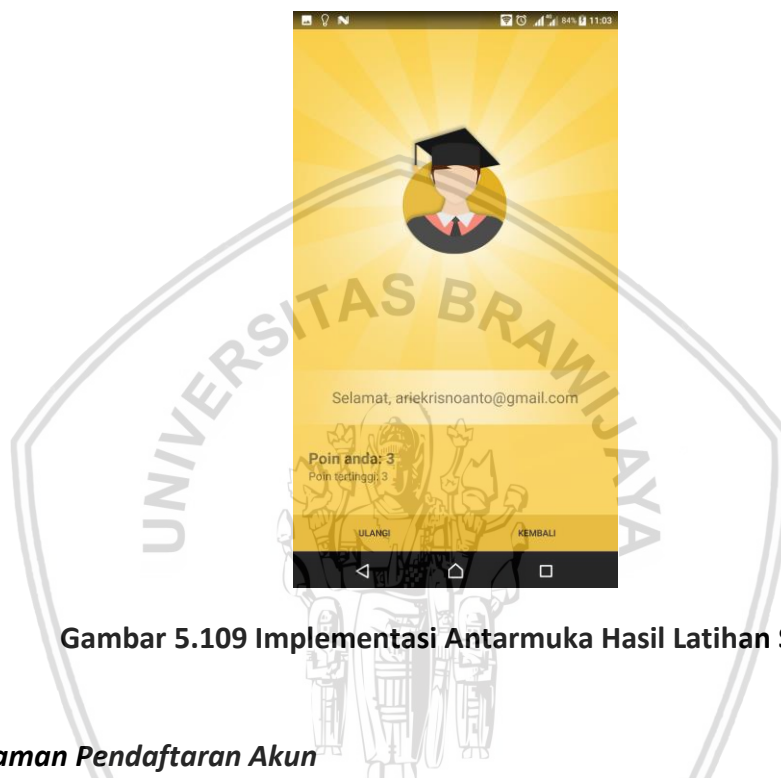 84% 11:03
UNIVERSITAS BRAWIJAYA
Selamat, ariekrisnoanto@gmail.com
Poin anda: 3
Poin tertinggi: 3
ULANGI KEMBALI
Gambar 5.109 Implementasi Antarmuka Hasil Latihan S
aman Pendaftaran Akun